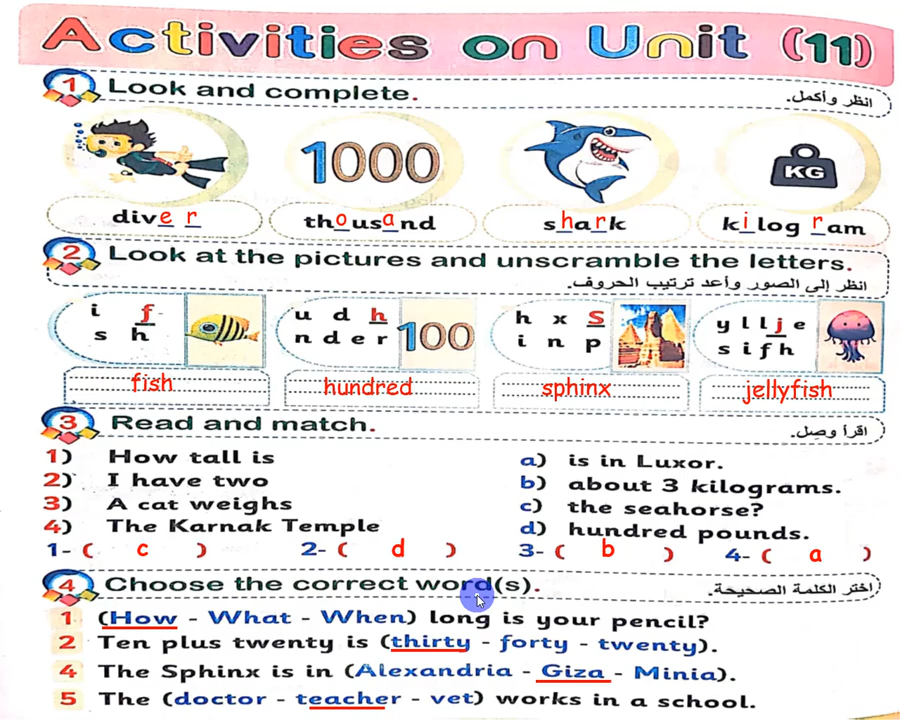 Activities on Unit (11)
1 Look and complete.
انظر وأكمل.
1000
KG
diver
thousand
shark
kilogram
2 Look at the pictures and unscramble the letters.
انظر إلى الصور وأعد ترتيب الحروف.
i f
s h
u d h
n d e r
100
h x s
i n p
y l l j e
s i f h
fish
hundred
sphinx
jellyfish
3 Read and match.
اقرأ وصل.
1) How tall is
a) is in Luxor.
2) I have two
b) about 3 kilograms.
3) A cat weighs
c) the seahorse?
4) The Karnak Temple
d) hundred pounds.
1- ( c ) 2- ( d ) 3- ( b ) 4- ( a )
4 Choose the correct word(s).
اختر الكلمة الصحيحة.
1 (How - What - When) long is your pencil?
2 Ten plus twenty is (thirty - forty - twenty).
4 The Sphinx is in (Alexandria - Giza - Minia).
5 The (doctor - teacher - vet) works in a school.